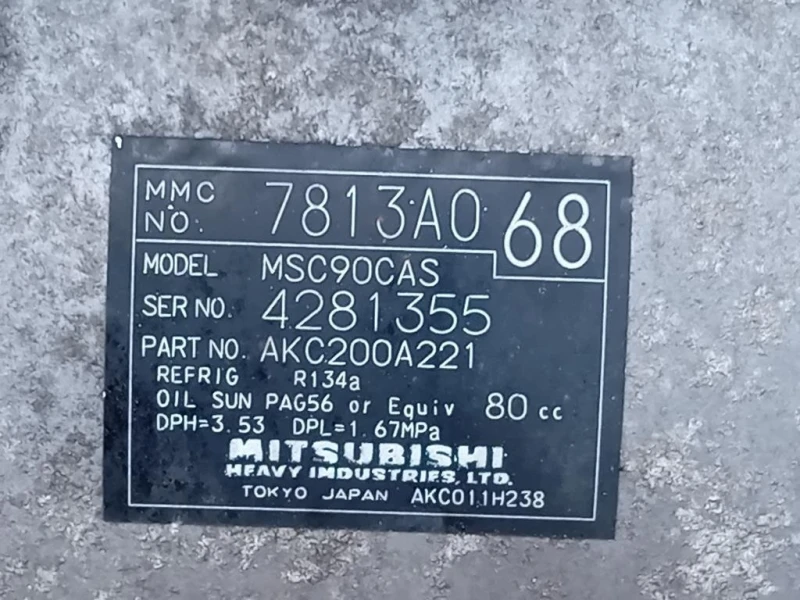 MMC NO. 7813A0 68
MODEL MSC90CAS
SER NO. 4281355
PART NO. AKC200A221
REFRIG R134a
OIL SUN PAG56 or Equiv 80 cc
DPH=3.53 DPL=1.67MPa
MITSUBISHI
HEAVY INDUSTRIES, LTD.
TOKYO JAPAN AKC011H238